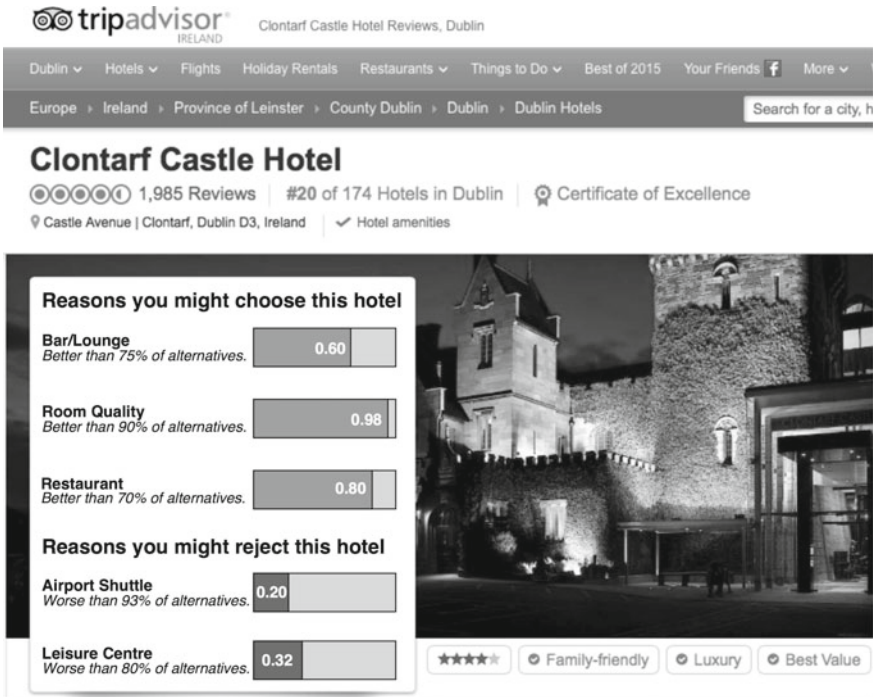 tripadvisor®
IRELAND
Clontarf Castle Hotel Reviews, Dublin
Dublin Hotels Flights Holiday Rentals Restaurants Things to Do Best of 2015 Your Friends f More
Europe Ireland Province of Leinster County Dublin Dublin Dublin Hotels Search for a city, h
Clontarf Castle Hotel
1,985 Reviews #20 of 174 Hotels in Dublin Certificate of Excellence
Castle Avenue | Clontarf, Dublin D3, Ireland Hotel amenities
Reasons you might choose this hotel
Bar/Lounge
Better than 75% of alternatives.
0.60
Room Quality
Better than 90% of alternatives.
0.98
Restaurant
Better than 70% of alternatives.
0.80
Reasons you might reject this hotel
Airport Shuttle
Worse than 93% of alternatives.
0.20
Leisure Centre
Worse than 80% of alternatives.
0.32
Family-friendly Luxury Best Value